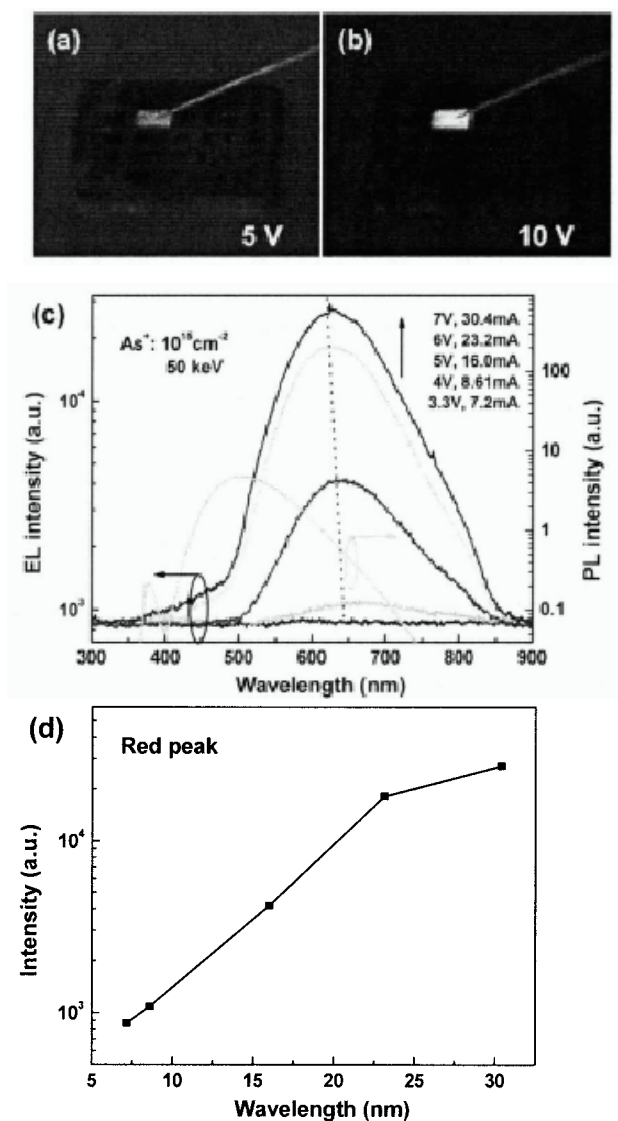 (a)
(b)
5 V
10 V
(c)
As⁺: 10¹⁶cm⁻²
50 keV
7V, 30.4mA
6V, 23.2mA
5V, 16.0mA
4V, 8.61mA
3.3V, 7.2mA
10⁴
10³
EL intensity (a.u.)
100
10
1
0.1
PL intensity (a.u.)
300 400 500 600 700 800 900
Wavelength (nm)
(d)
Red peak
10⁴
10³
Intensity (a.u.)
5 10 15 20 25 30
Wavelength (nm)